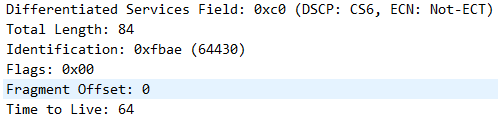 Differentiated Services Field: 0xc0 (DSCP: CS6, ECN: Not-ECT)
Total Length: 84
Identification: 0xfbae (64430)
Flags: 0x00
Fragment Offset: 0
Time to Live: 64